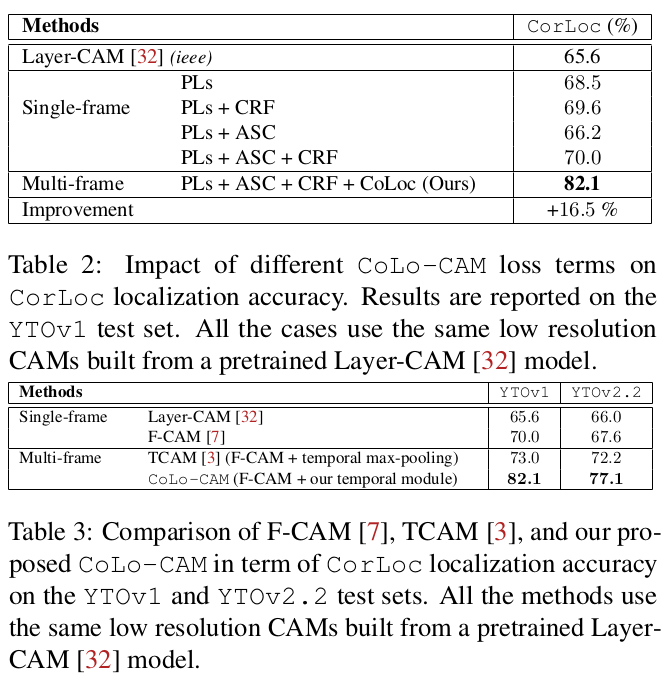 Methods CorLoc (%)
Layer-CAM [32] (ieee) 65.6
PLs 68.5
Single-frame PLs + CRF 69.6
PLs + ASC 66.2
PLs + ASC + CRF 70.0
Multi-frame PLs + ASC + CRF + CoLoc (Ours) 82.1
Improvement +16.5 %
Table 2: Impact of different CoLo-CAM loss terms on
CorLoc localization accuracy. Results are reported on the
YTOv1 test set. All the cases use the same low resolution
CAMs built from a pretrained Layer-CAM [32] model.
Methods YTOv1 YTOv2.2
Single-frame Layer-CAM [32] 65.6 66.0
F-CAM [7] 70.0 67.6
Multi-frame TCAM [3] (F-CAM + temporal max-pooling) 73.0 72.2
CoLo-CAM (F-CAM + our temporal module) 82.1 77.1
Table 3: Comparison of F-CAM [7], TCAM [3], and our pro-
posed CoLo-CAM in term of CorLoc localization accuracy
on the YTOv1 and YTOv2.2 test sets. All the methods use
the same low resolution CAMs built from a pretrained Layer-
CAM [32] model.